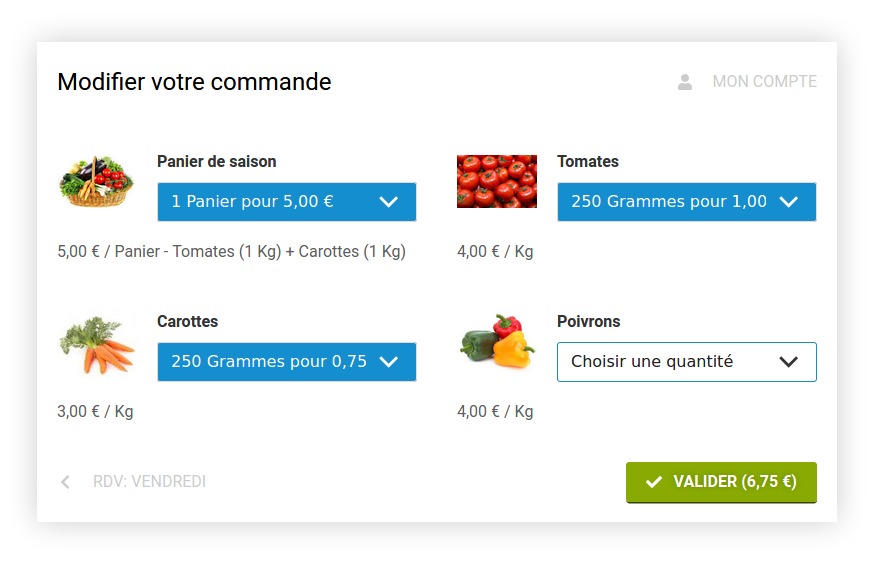 Modifier votre commande
MON COMPTE
Panier de saison
1 Panier pour 5,00 €
5,00 € / Panier - Tomates (1 Kg) + Carottes (1 Kg)
Tomates
250 Grammes pour 1,00
4,00 € / Kg
Carottes
250 Grammes pour 0,75
3,00 € / Kg
Poivrons
Choisir une quantité
4,00 € / Kg
RDV: VENDREDI
VALIDER (6,75 €)